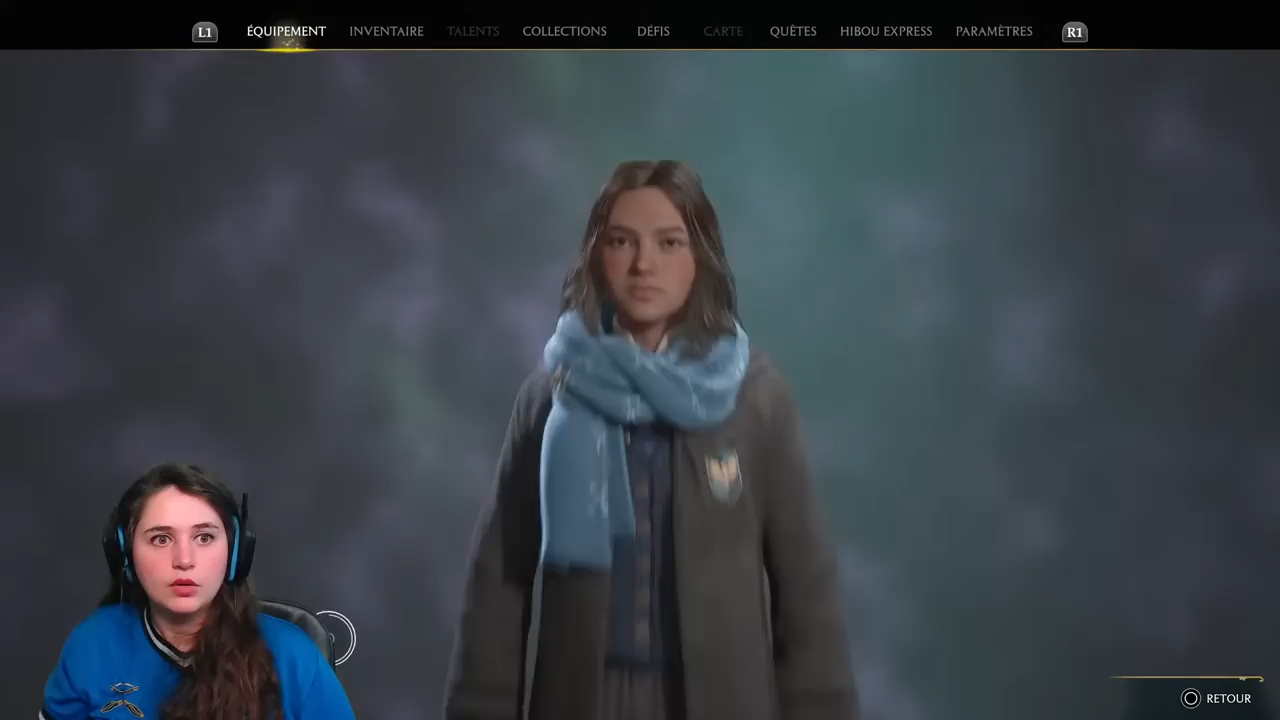 L1 ÉQUIPEMENT INVENTAIRE TALENTS COLLECTIONS DÉFIS CARTE QUÊTES HIBOU EXPRESS PARAMÈTRES R1
RETOUR